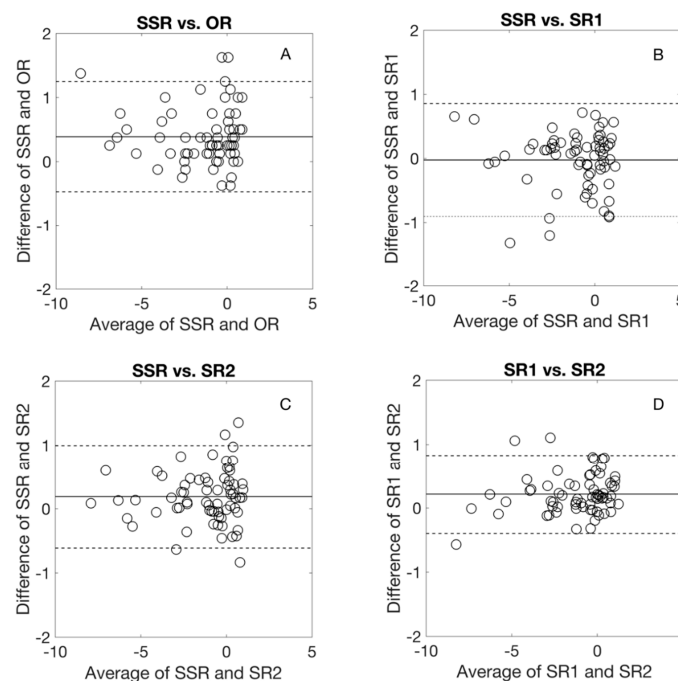 SSR vs. OR
A
2
1
0
-1
-2
Difference of SSR and OR
-10
-5
0
5
Average of SSR and OR
SSR vs. SR1
B
2
1
0
-1
-2
Difference of SSR and SR1
-10
-5
0
5
Average of SSR and SR1
SSR vs. SR2
C
2
1
0
-1
-2
Difference of SSR and SR2
-10
-5
0
5
Average of SSR and SR2
SR1 vs. SR2
D
2
1
0
-1
-2
Difference of SR1 and SR2
-10
-5
0
5
Average of SR1 and SR2